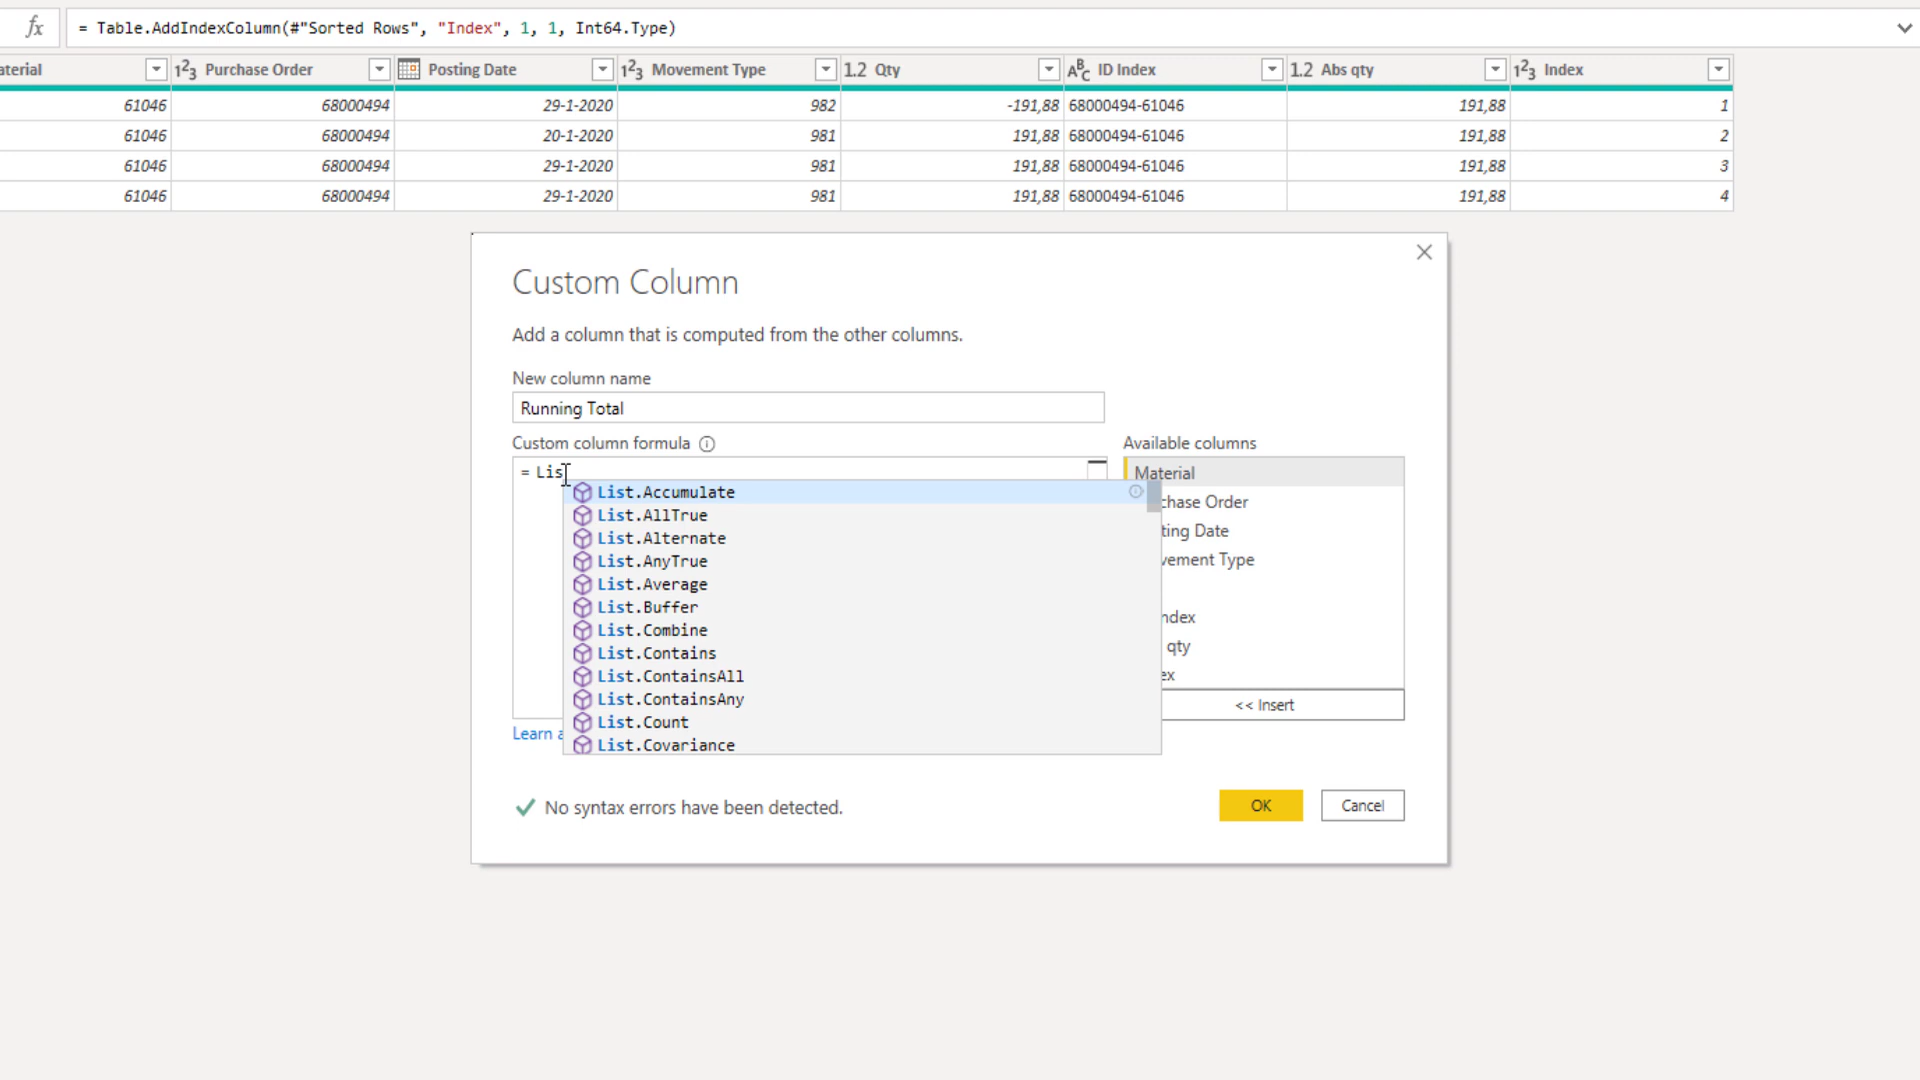 fx = Table.AddIndexColumn(#"Sorted Rows", "Index", 1, 1, Int64.Type)
aterial 1²3 Purchase Order Posting Date 1²3 Movement Type 1.2 Qty ABC ID Index 1.2 Abs qty 1²3 Index
61046 68000494 29-1-2020 982 -191,88 68000494-61046 191,88 1
61046 68000494 20-1-2020 981 191,88 68000494-61046 191,88 2
61046 68000494 29-1-2020 981 191,88 68000494-61046 191,88 3
61046 68000494 29-1-2020 981 191,88 68000494-61046 191,88 4
Custom Column
Add a column that is computed from the other columns.
New column name
Running Total
Custom column formula
Available columns
= Lis
Material
List.Accumulate
chase Order
List.AllTrue
ting Date
List.Alternate
vement Type
List.AnyTrue
List.Average
List.Buffer
ndex
List.Combine
qty
List.Contains
ex
List.ContainsAll
List.ContainsAny
<< Insert
List.Count
Learn a
List.Covariance
No syntax errors have been detected.
OK
Cancel